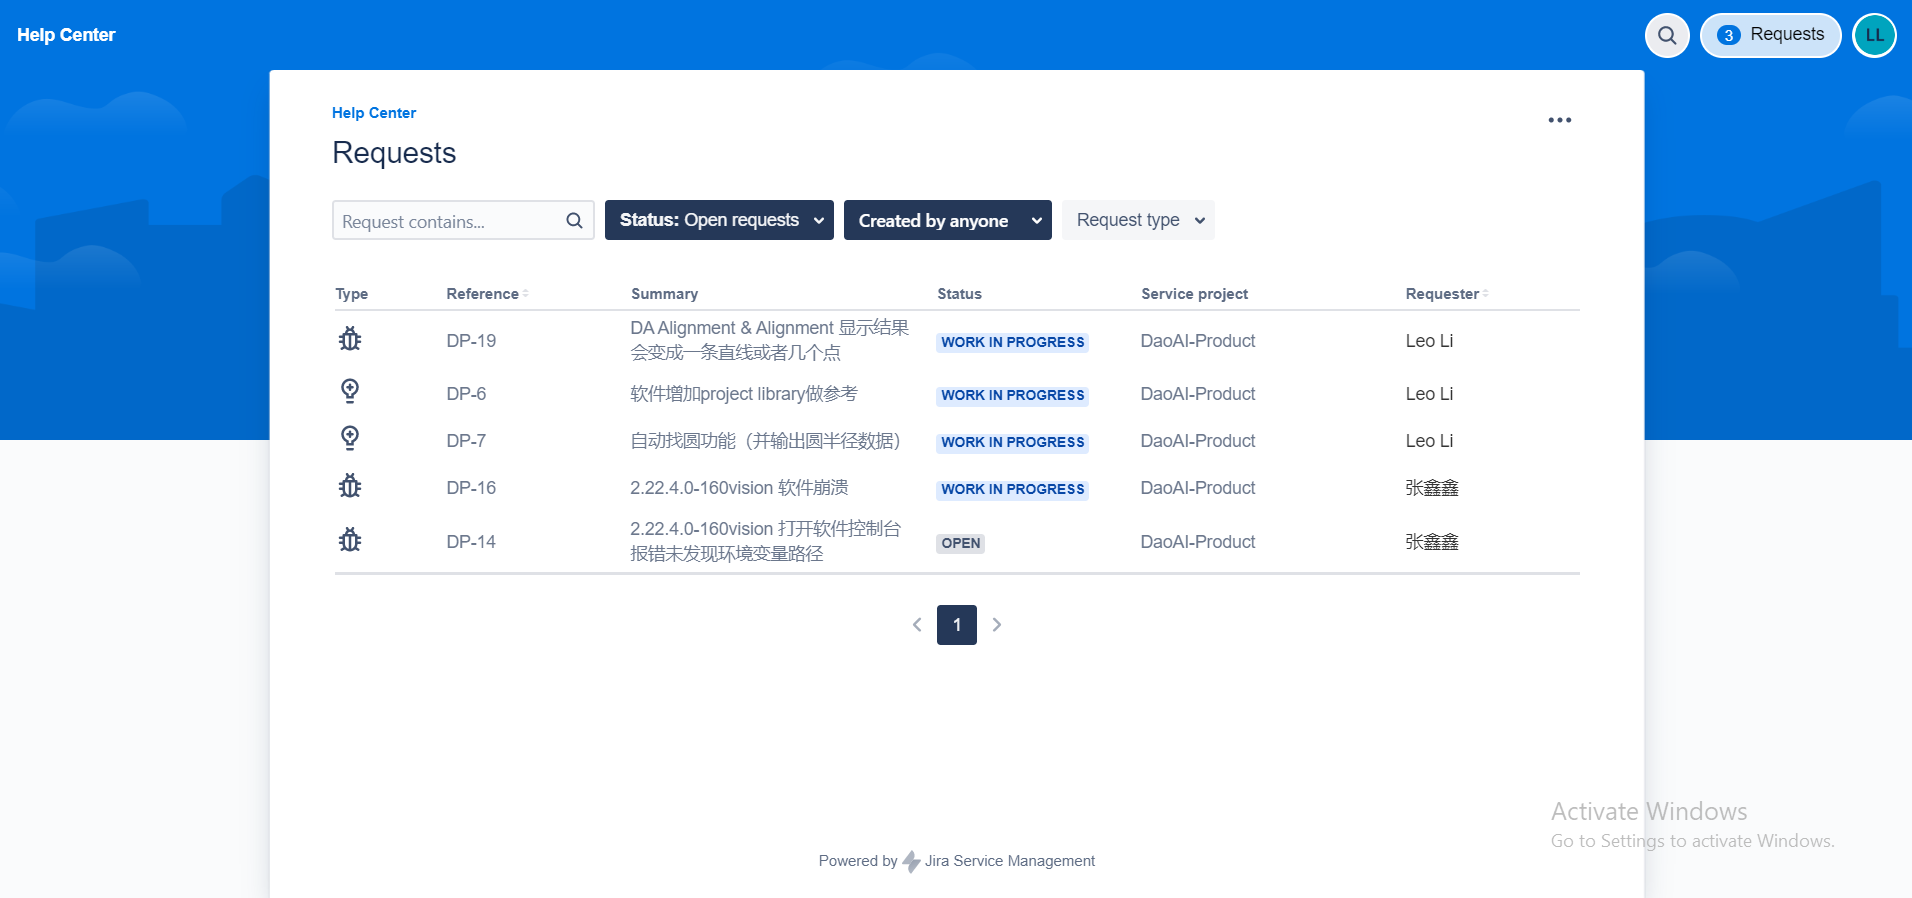 Help Center
3 Requests
LL
Help Center
Requests
Request contains...
Status: Open requests
Created by anyone
Request type
Type Reference Summary Status Service project Requester
DP-19 DA Alignment & Alignment 显示结果
会变成一条直线或者几个点 WORK IN PROGRESS DaoAI-Product Leo Li
DP-6 软件增加project library做参考 WORK IN PROGRESS DaoAI-Product Leo Li
DP-7 自动找圆功能（并输出圆半径数据） WORK IN PROGRESS DaoAI-Product Leo Li
DP-16 2.22.4.0-160vision 软件崩溃 WORK IN PROGRESS DaoAI-Product 张鑫鑫
DP-14 2.22.4.0-160vision 打开软件控制台
报错未发现环境变量路径 OPEN DaoAI-Product 张鑫鑫
1
Activate Windows
Go to Settings to activate Windows.
Powered by Jira Service Management